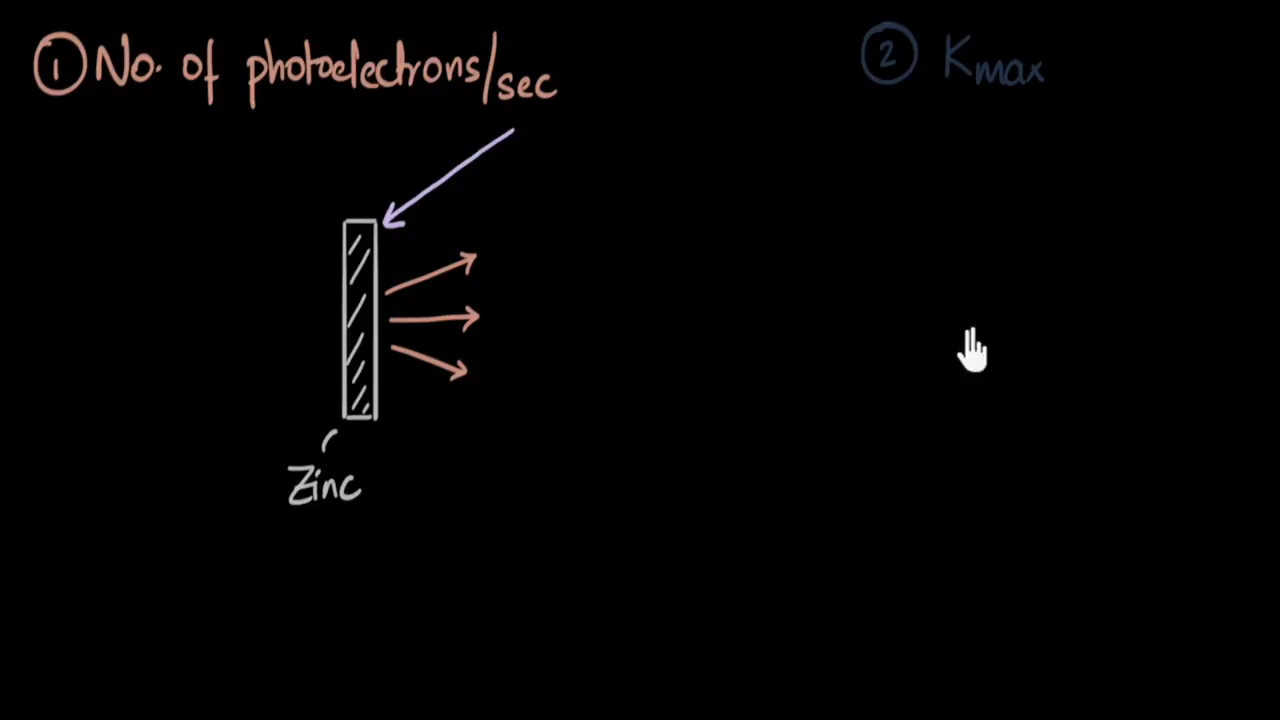 ① No. of photoelectrons/sec
② Kmax
Zinc